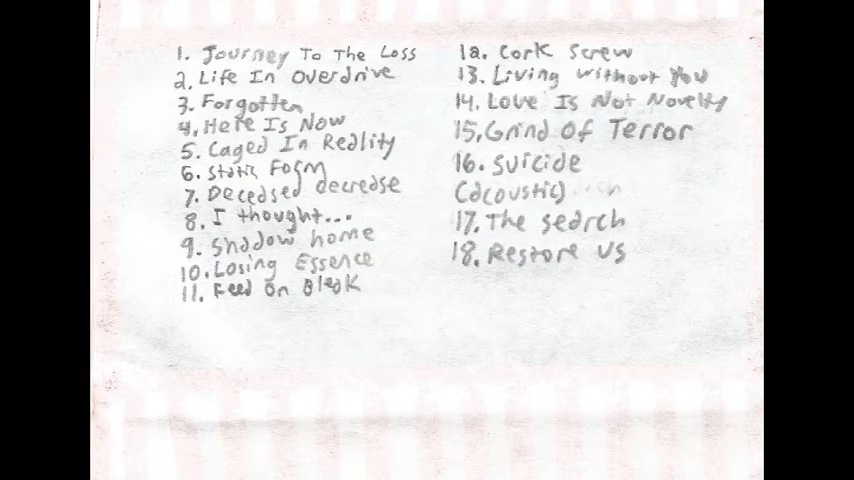 1. Journey To The Loss
2. Life In Overdrive
3. Forgotten
4. Here Is Now
5. Caged In Reality
6. Static Form
7. Deceased decrease
8. I thought...
9. Shadow home
10. Losing Essence
11. Feed On Bleak
12. Cork Screw
13. Living without You
14. Love Is Not Novelty
15. Grind Of Terror
16. Suicide
(acoustic)
17. The search
18. Restore Us